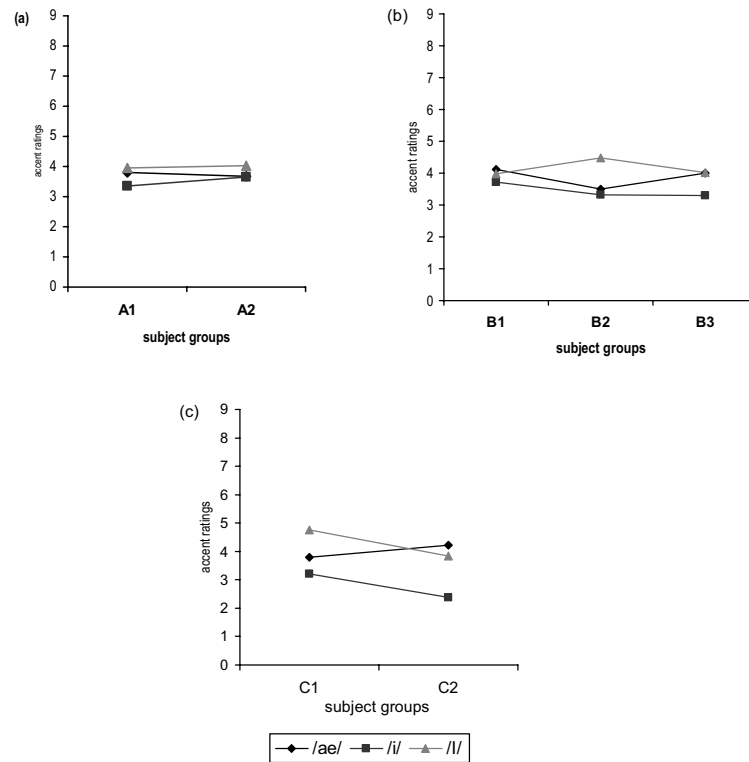 (a)
9
8
7
6
5
4
3
2
1
0
accent ratings
A1 A2
subject groups
(b)
9
8
7
6
5
4
3
2
1
0
accent ratings
B1 B2 B3
subject groups
(c)
9
8
7
6
5
4
3
2
1
0
accent ratings
C1 C2
subject groups
/ae/ /i/ /I/